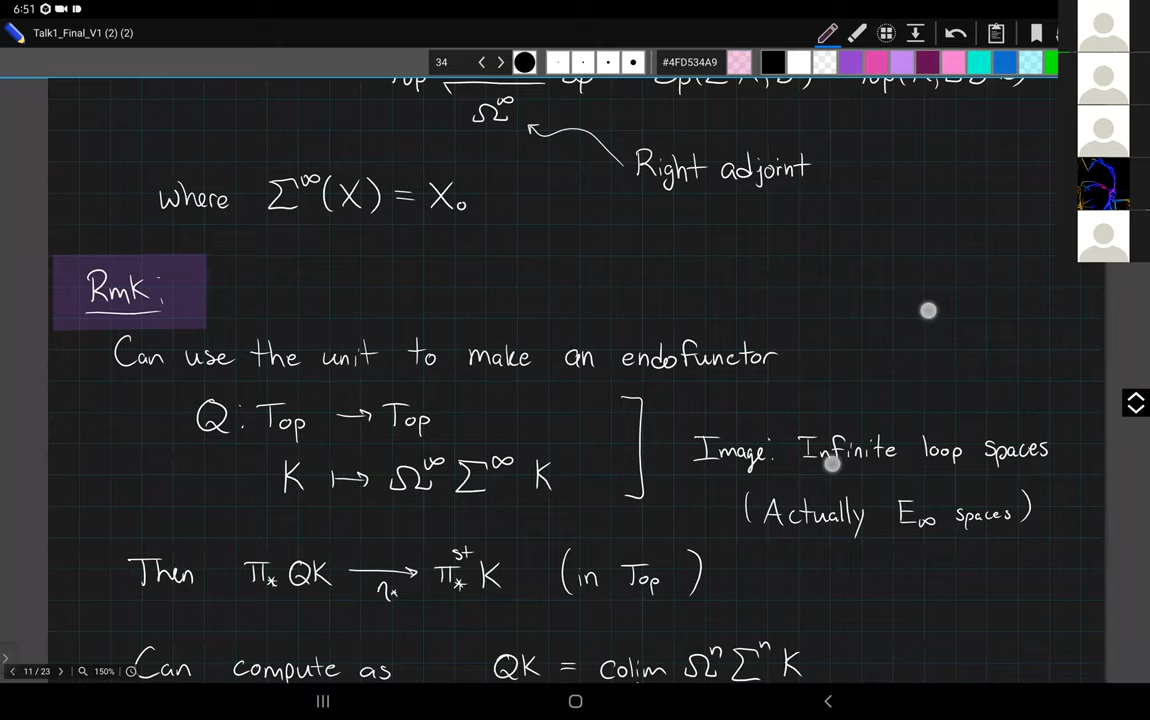 6:51
Talk1_Final_V1 (2) (2)
34
#4FD534A9
Ω^∞
Right adjoint
where Σ^∞(X) = X.
Rmk:
Can use the unit to make an endofunctor
Q: Top → Top
K ↦ Ω^∞ Σ^∞ K
Image: Infinite loop spaces
(Actually E∞ spaces)
Then π_* QK →_{η_*} π_*^{st} K (in Top)
11 / 23
150%
Can compute as QK = colim Ω^n Σ^n K